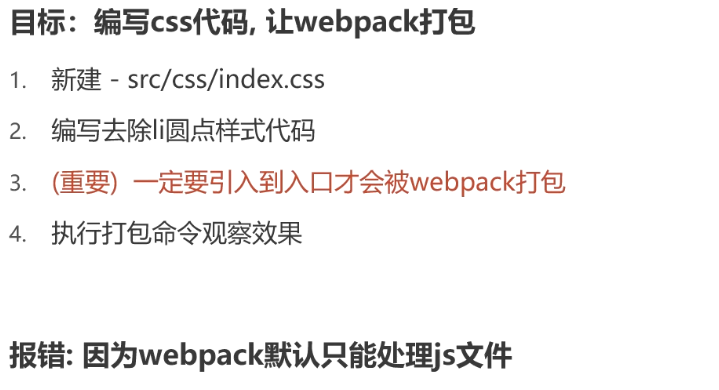 目标：编写css代码, 让webpack打包
1. 新建 - src/css/index.css
2. 编写去除li圆点样式代码
3. (重要) 一定要引入到入口才会被webpack打包
4. 执行打包命令观察效果
报错: 因为webpack默认只能处理js文件